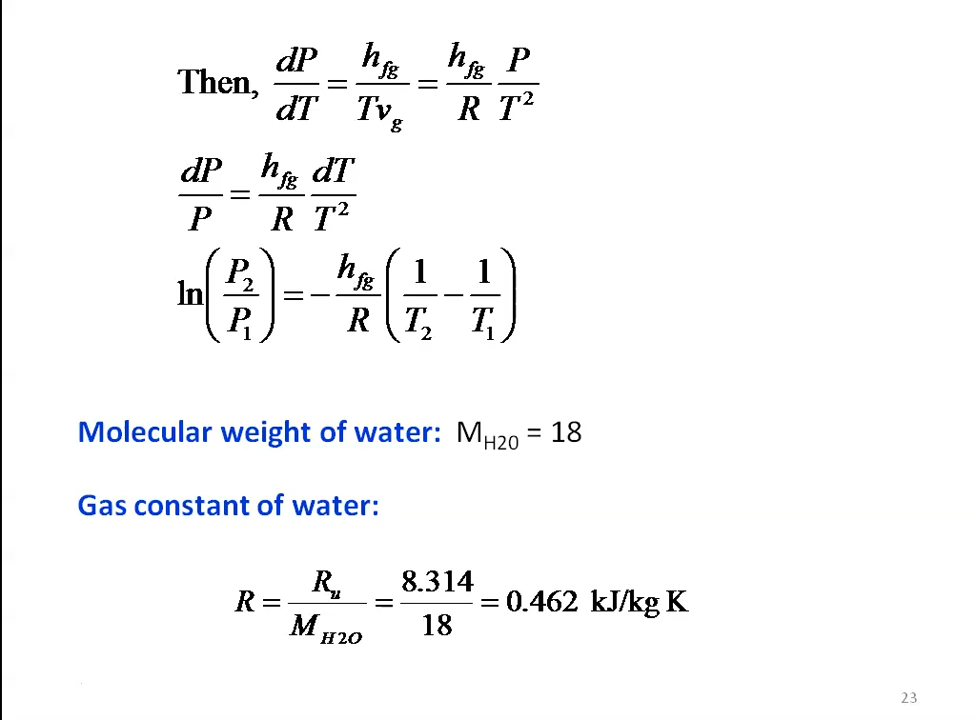 Then, dP/dT = h_fg/(Tv_g) = h_fg/R P/T²
dP/P = h_fg/R dT/T²
ln(P₂/P₁) = −h_fg/R (1/T₂ − 1/T₁)
Molecular weight of water: M_H20 = 18
Gas constant of water:
R = R_u/M_H2O = 8.314/18 = 0.462 kJ/kg K
23